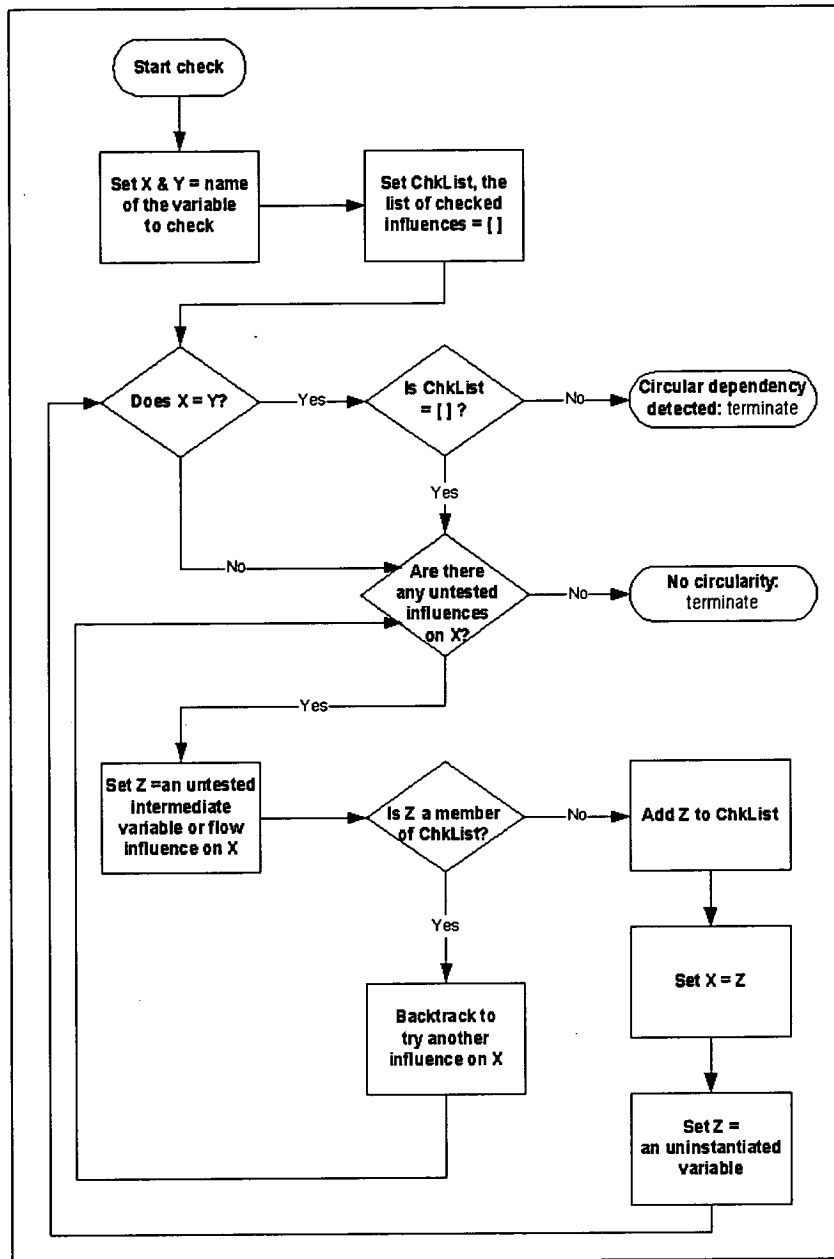 Start check
Set X & Y = name
of the variable
to check
Set ChkList, the
list of checked
influences = [ ]
Does X = Y?
Yes
Is ChkList
= [ ] ?
No
Circular dependency
detected: terminate
Yes
No
Are there
any untested
influences
on X?
No
No circularity:
terminate
Yes
Set Z =an untested
intermediate
variable or flow
influence on X
Is Z a member
of ChkList?
No
Add Z to ChkList
Yes
Set X = Z
Backtrack to
try another
influence on X
Set Z =
an uninstantiated
variable